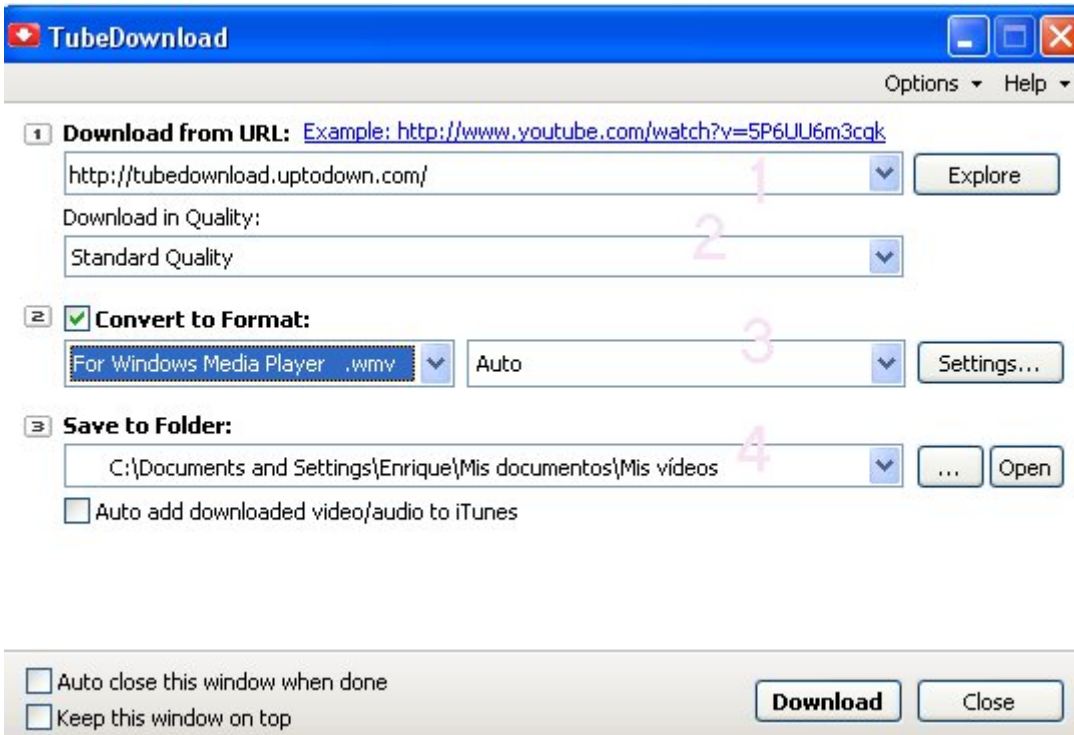 TubeDownload
Options Help
1 Download from URL: Example: http://www.youtube.com/watch?v=5P6UU6m3cqk
http://tubedownload.uptodown.com/ 1 Explore
Download in Quality:
Standard Quality 2
2 Convert to Format:
For Windows Media Player .wmv Auto 3 Settings...
3 Save to Folder:
C:\Documents and Settings\Enrique\Mis documentos\Mis vídeos 4 ... Open
Auto add downloaded video/audio to iTunes
Auto close this window when done
Keep this window on top
Download Close